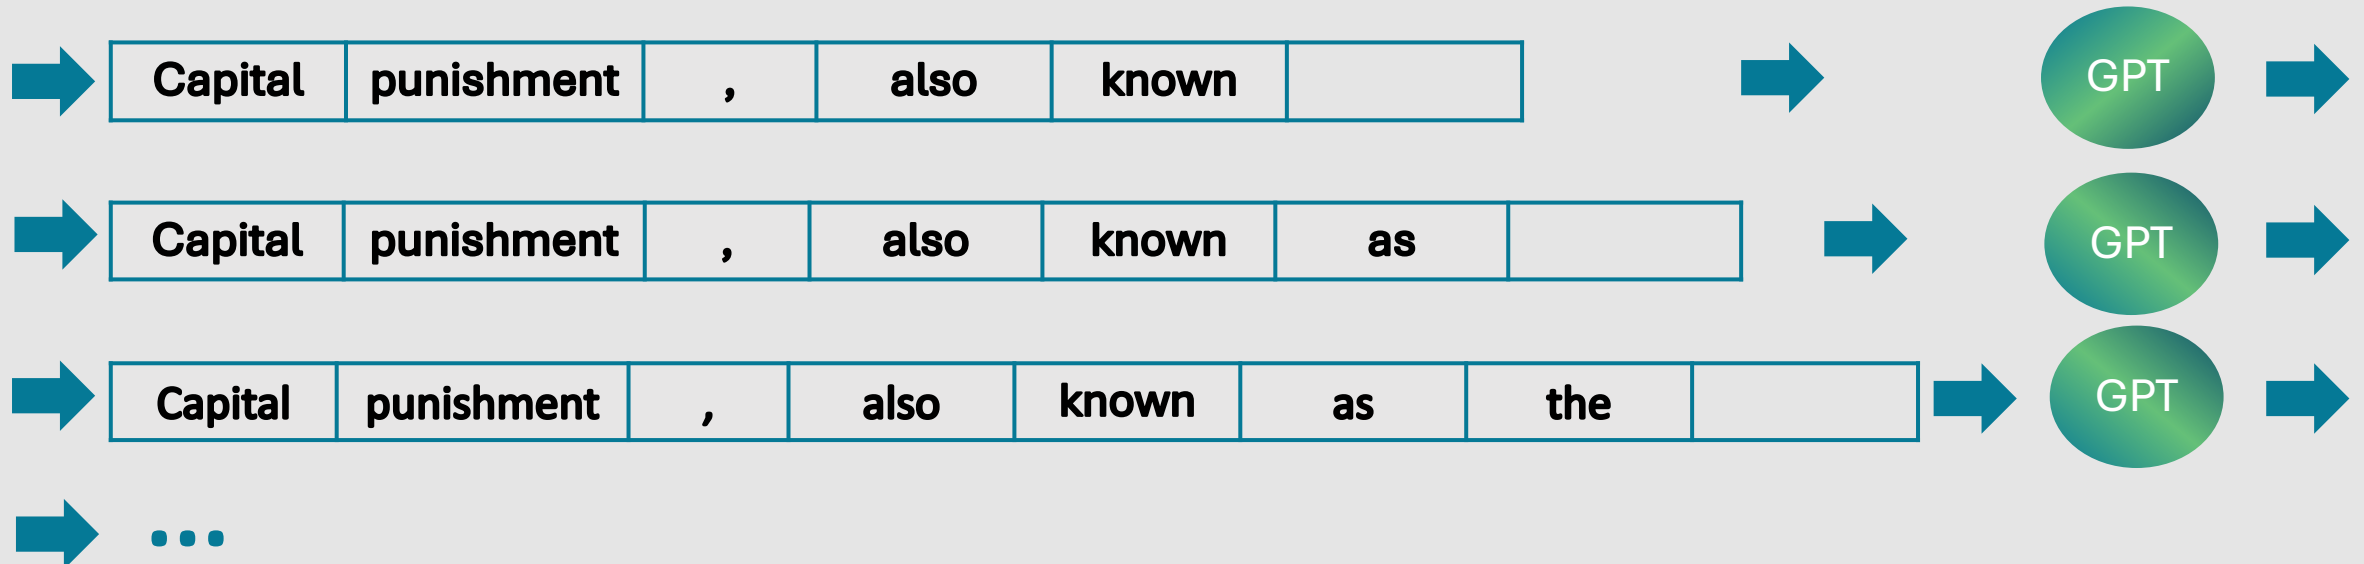 Capital punishment , also known GPT
Capital punishment , also known as GPT
Capital punishment , also known as the GPT
...